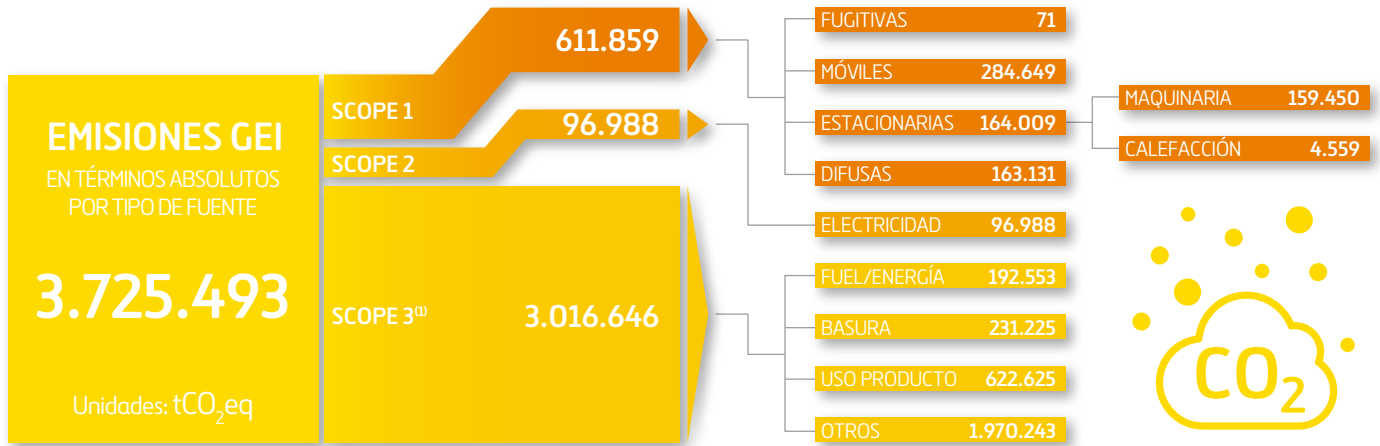 EMISIONES GEI
EN TÉRMINOS ABSOLUTOS
POR TIPO DE FUENTE
3.725.493
Unidades: tCO₂eq
SCOPE 1 611.859
SCOPE 2 96.988
SCOPE 3⁽¹⁾ 3.016.646
FUGITIVAS 71
MÓVILES 284.649
ESTACIONARIAS 164.009
DIFUSAS 163.131
ELECTRICIDAD 96.988
FUEL/ENERGÍA 192.553
BASURA 231.225
USO PRODUCTO 622.625
OTROS 1.970.243
MAQUINARIA 159.450
CALEFACCIÓN 4.559
CO₂